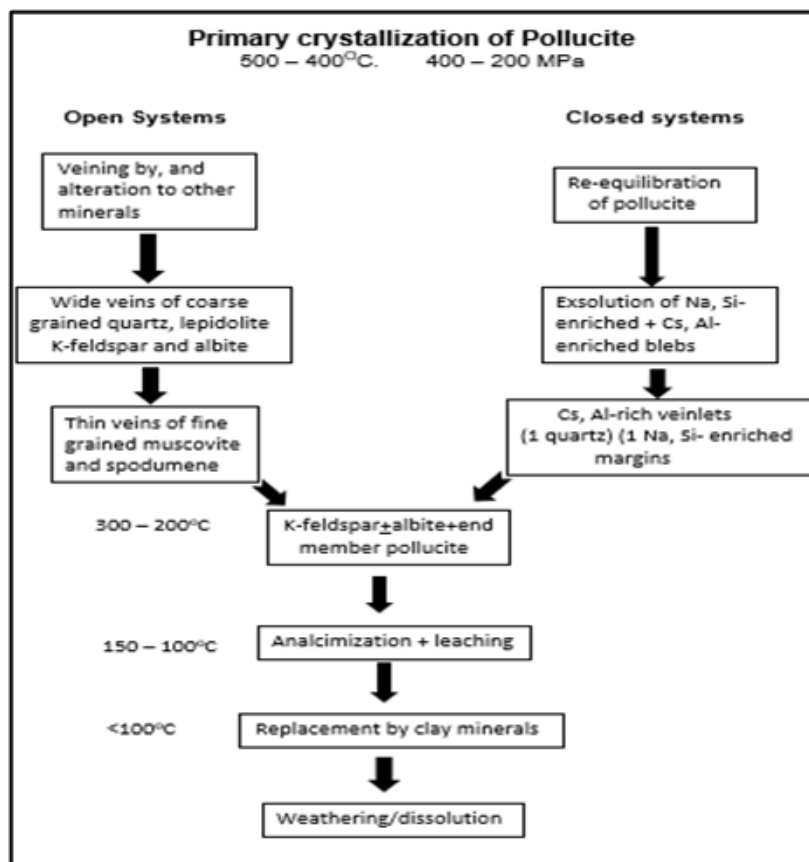 Primary crystallization of Pollucite
500 – 400°C. 400 – 200 MPa
Open Systems
Closed systems
Veining by, and
alteration to other
minerals
Re-equilibration
of pollucite
Wide veins of coarse
grained quartz, lepidolite
K-feldspar and albite
Exsolution of Na, Si-
enriched + Cs, Al-
enriched blebs
Thin veins of fine
grained muscovite
and spodumene
Cs, Al-rich veinlets
(1 quartz) (1 Na, Si- enriched
margins
300 – 200°C
K-feldspar±albite+end
member pollucite
150 – 100°C
Analcimization + leaching
<100°C
Replacement by clay minerals
Weathering/dissolution